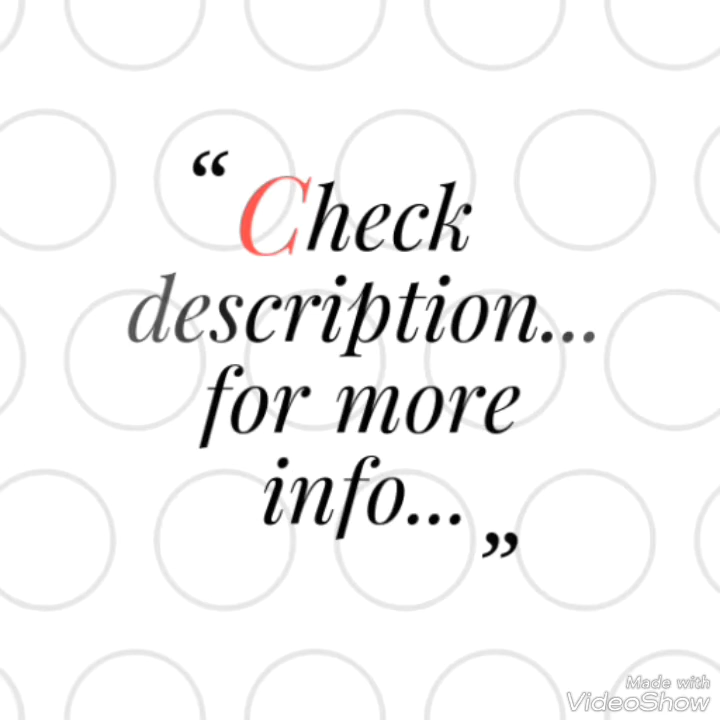 “Check
description...
for more
info...”
Made with
VideoShow